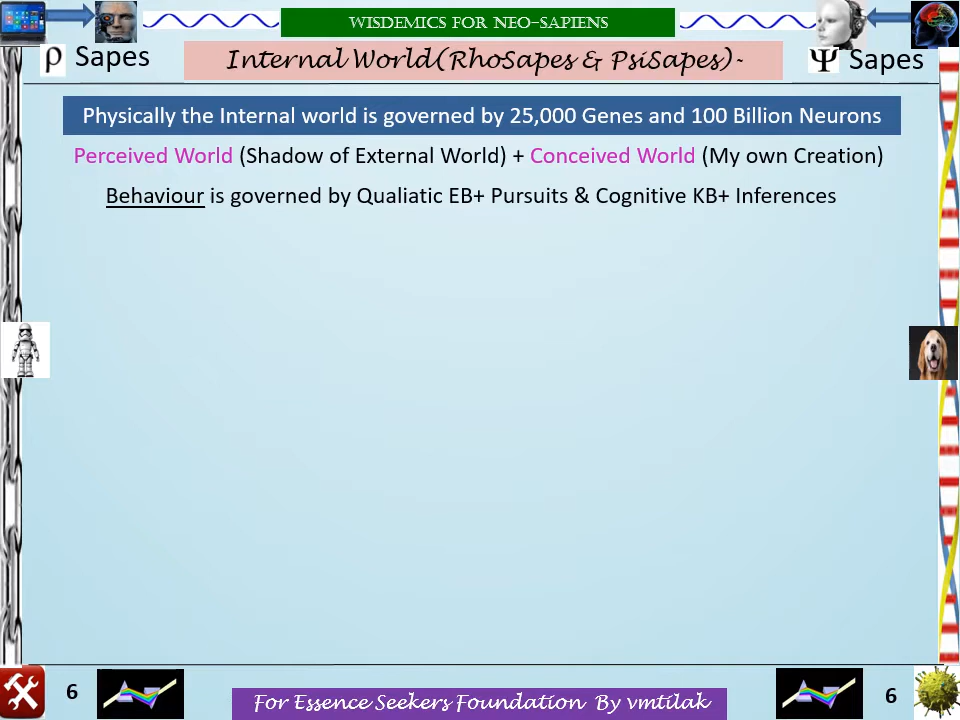 WISDEMICS FOR NEO-SAPIENS
ρ Sapes
Internal World(RhoSapes & PsiSapes)-
Ψ Sapes
Physically the Internal world is governed by 25,000 Genes and 100 Billion Neurons
Perceived World (Shadow of External World) + Conceived World (My own Creation)
Behaviour is governed by Qualiatic EB+ Pursuits & Cognitive KB+ Inferences
6
For Essence Seekers Foundation By vmtilak
6